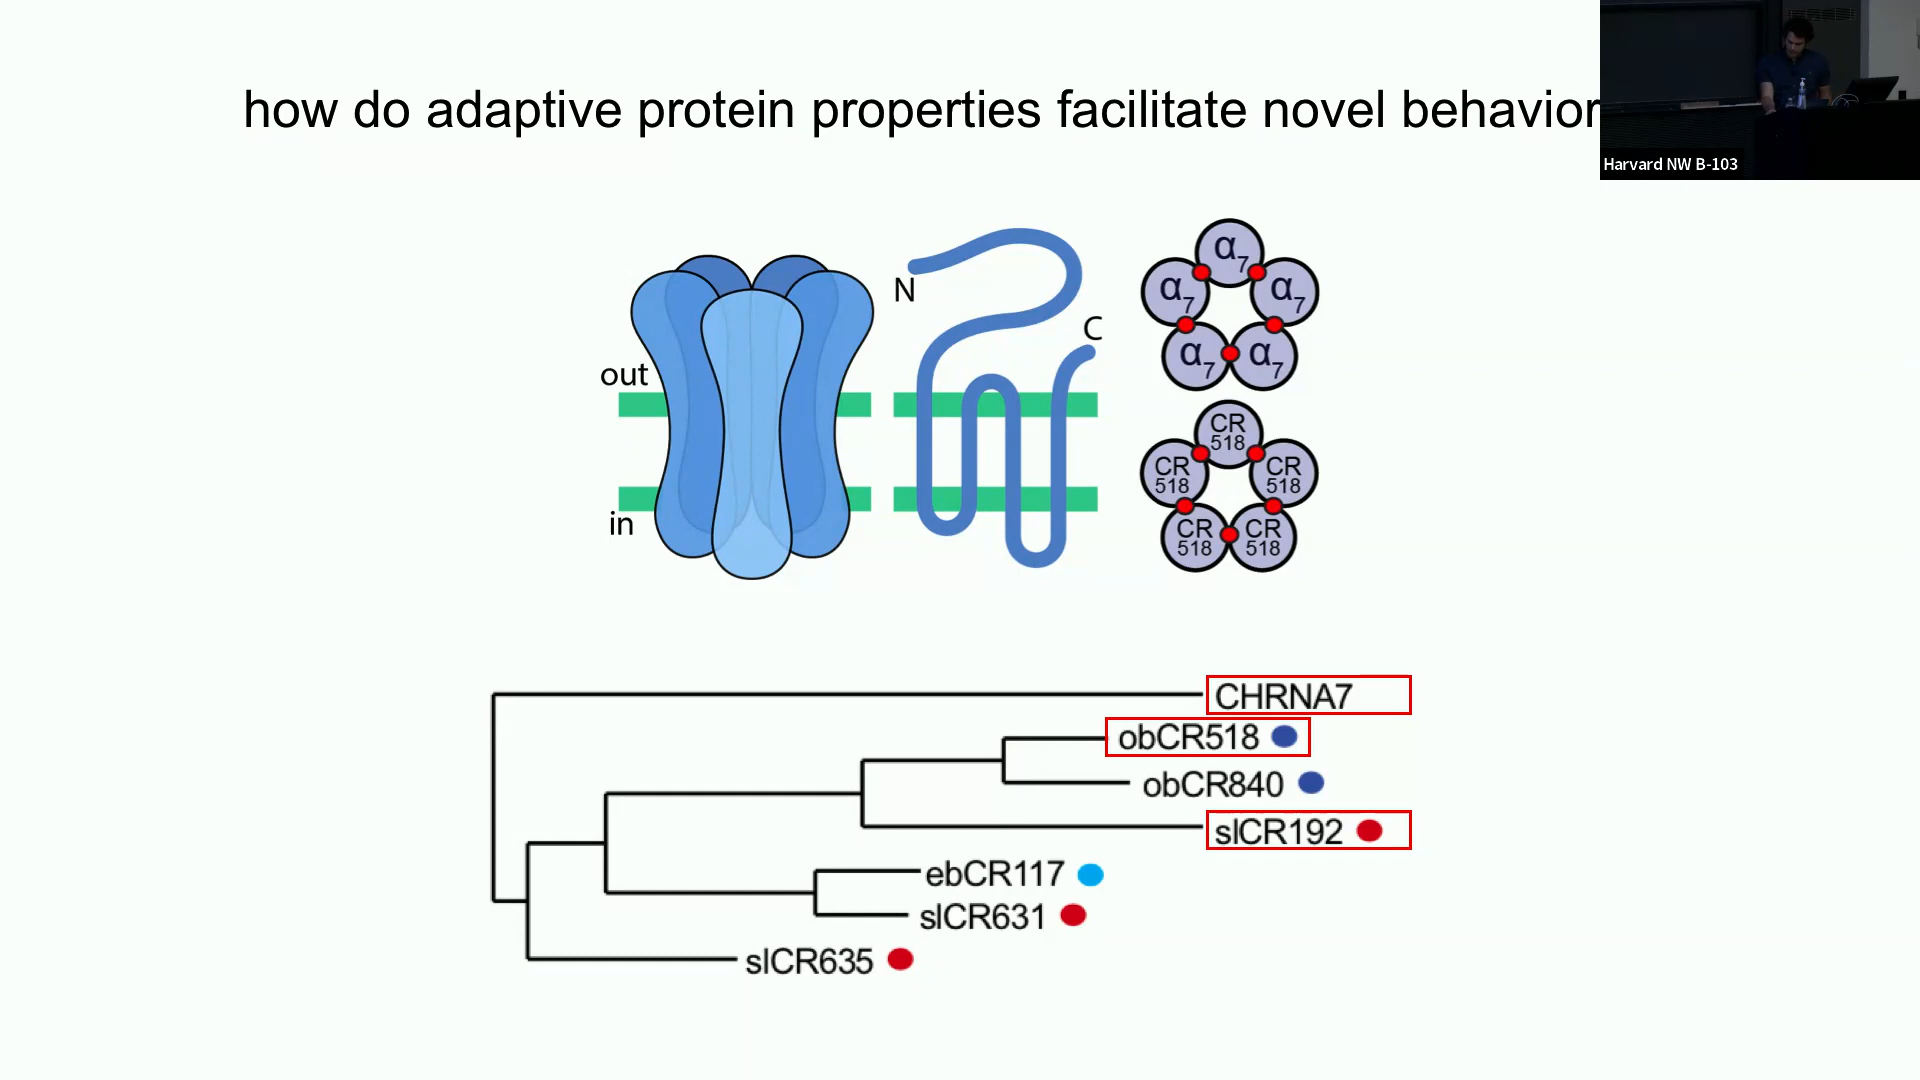 how do adaptive protein properties facilitate novel behavior
Harvard NW B-103
out
in
N
C
α7
α7
α7
α7
α7
CR
518
CR
518
CR
518
CR
518
CR
518
CHRNA7
obCR518
obCR840
slCR192
ebCR117
slCR631
slCR635